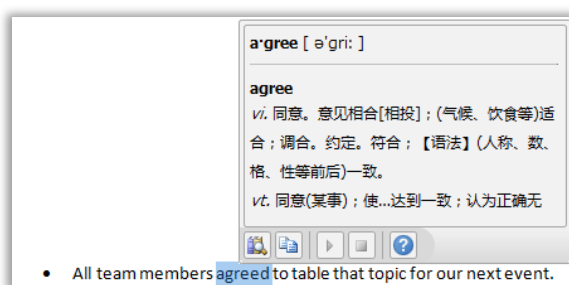 a·gree [ ə'gri: ]
agree
vi. 同意。意见相合[相投]；(气候、饮食等)适
合；调合。约定。符合；【语法】(人称、数、
格、性等前后)一致。
vt. 同意(某事)；使...达到一致；认为正确无
• All team members agreed to table that topic for our next event.